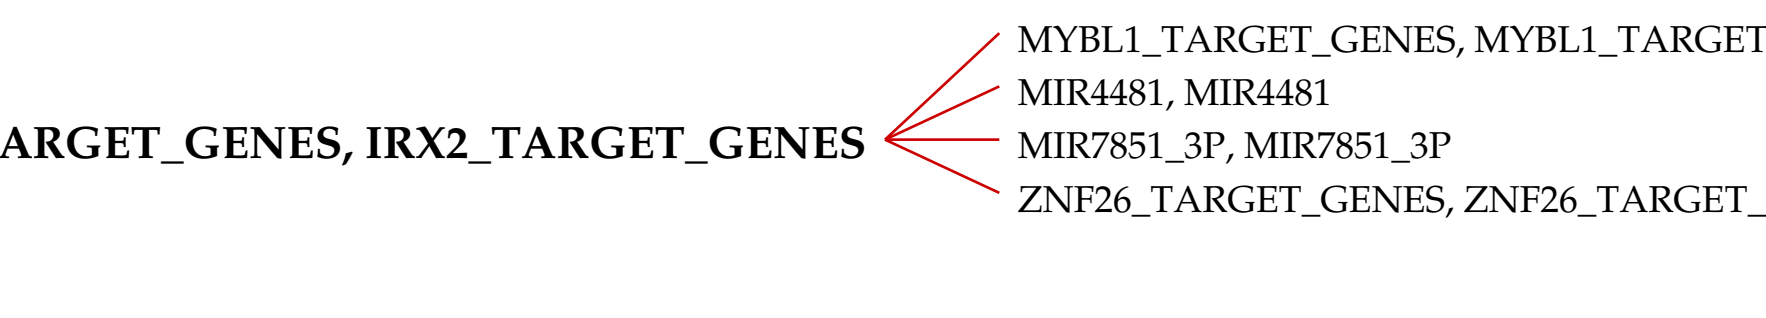 MYBL1_TARGET_GENES, MYBL1_TARGET
MIR4481, MIR4481
ARGET_GENES, IRX2_TARGET_GENES
MIR7851_3P, MIR7851_3P
ZNF26_TARGET_GENES, ZNF26_TARGET_